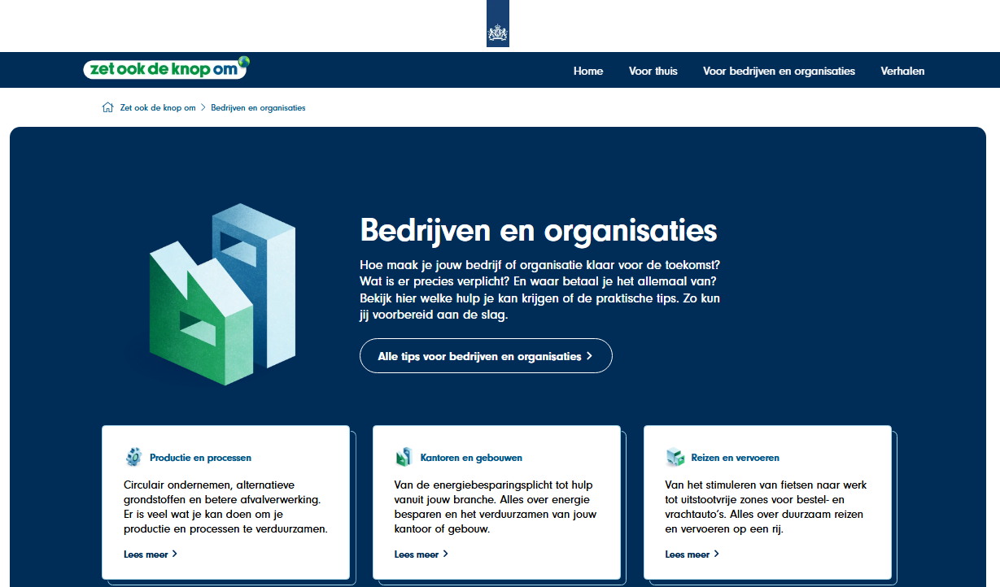 zet ook de knop om
Home
Voor thuis
Voor bedrijven en organisaties
Verhalen
Zet ook de knop om
Bedrijven en organisaties
Bedrijven en organisaties
Hoe maak je jouw bedrijf of organisatie klaar voor de toekomst?
Wat is er precies verplicht? En waar betaal je het allemaal van?
Bekijk hier welke hulp je kan krijgen of de praktische tips. Zo kun
jij voorbereid aan de slag.
Alle tips voor bedrijven en organisaties
Productie en processen
Circulair ondernemen, alternatieve
grondstoffen en betere afvalverwerking.
Er is veel wat je kan doen om je
productie en processen te verduurzamen.
Lees meer
Kantoren en gebouwen
Van de energiebesparingsplicht tot hulp
vanuit jouw branche. Alles over energie
besparen en het verduurzamen van jouw
kantoor of gebouw.
Lees meer
Reizen en vervoeren
Van het stimuleren van fietsen naar werk
tot uitstootvrije zones voor bestel- en
vrachtauto's. Alles over duurzaam reizen
en vervoeren op een rij.
Lees meer